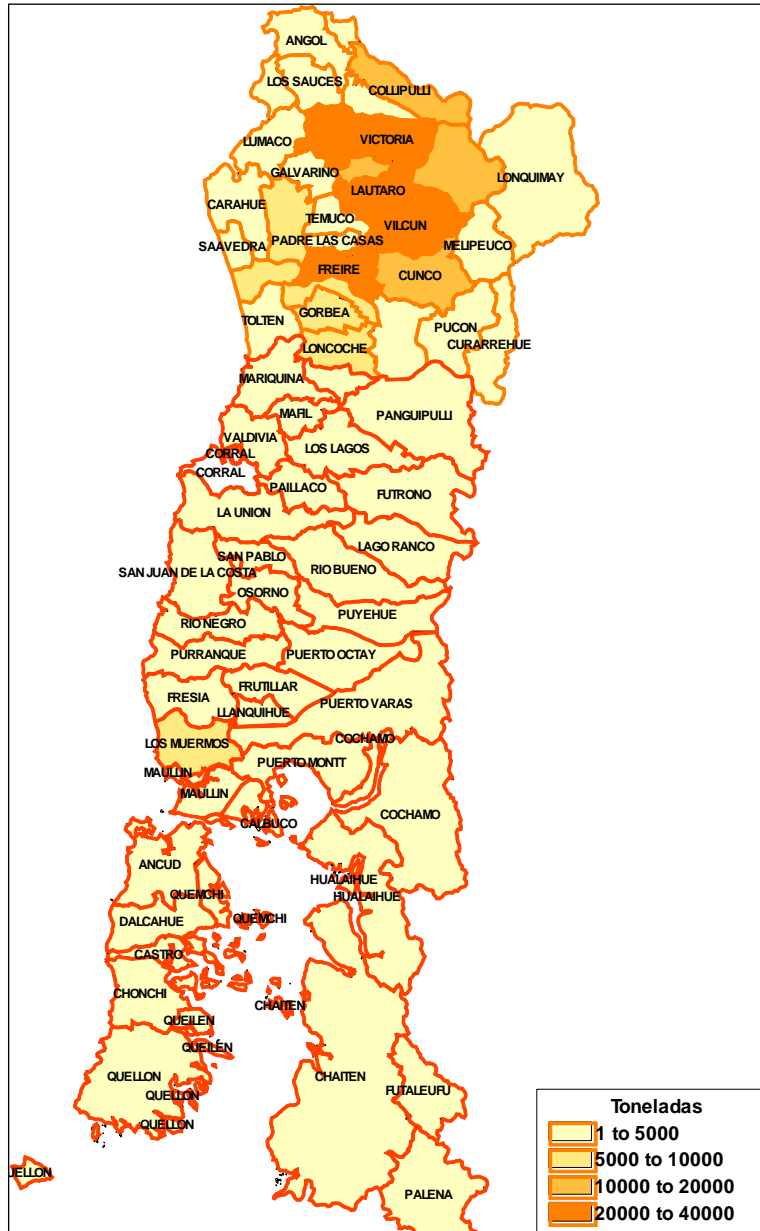 ANGOL
LOS SAUCES
COLLIPULLI
LUMACO
VICTORIA
GALVARINO
LONQUIMAY
LAUTARO
CARAHUE
TEMUCO
VILCUN
SAAVEDRA
PADRE LAS CASAS
MELIPEUCO
FREIRE
CUNCO
TOLTEN
GORBEA
PUCON
CURARREHUE
LONCOCHE
MARIQUINA
MAFIL
PANGUIPULLI
VALDIVIA
LOS LAGOS
CORRAL
CORRAL
PAILLACO
FUTRONO
LA UNION
LAGO RANCO
SAN PABLO
RIO BUENO
SAN JUAN DE LA COSTA
OSORNO
PUYEHUE
RIO NEGRO
PURRANQUE
PUERTO OCTAY
FRUTILLAR
FRESIA
PUERTO VARAS
LLANQUIHUE
COCHAMO
LOS MUERMOS
PUERTO MONTT
MAULLIN
MAULLIN
COCHAMO
CALBUCO
ANCUD
HUALAIHUE
QUEMCHI
HUALAIHUE
DALCAHUE
QUEMCHI
CASTRO
CHONCHI
CHAITEN
QUEILEN
QUEILÉN
QUELLON
CHAITEN
FUTALEUFU
QUELLON
QUELLON
UELLON
PALENA
Toneladas
1 to 5000
5000 to 10000
10000 to 20000
20000 to 40000